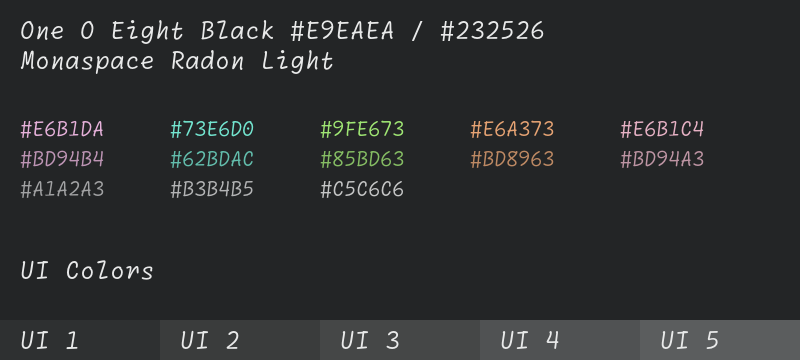 One O Eight Black #E9EAEA / #232526
Monaspace Radon Light
#E6B1DA #73E6D0 #9FE673 #E6A373 #E6B1C4
#BD94B4 #62BDAC #85BD63 #BD8963 #BD94A3
#A1A2A3 #B3B4B5 #C5C6C6
UI Colors
UI 1 UI 2 UI 3 UI 4 UI 5